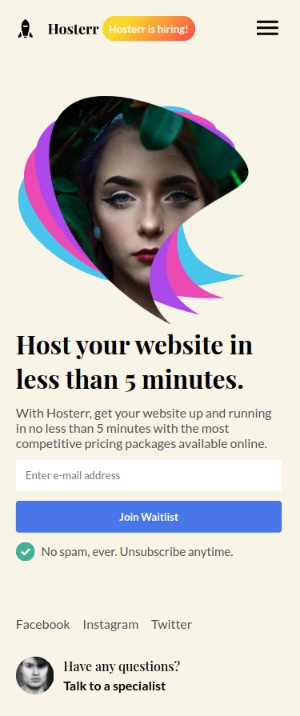 Hosterr
Hosterr is hiring!
Host your website in
less than 5 minutes.
With Hosterr, get your website up and running
in no less than 5 minutes with the most
competitive pricing packages available online.
Enter e-mail address
Join Waitlist
No spam, ever. Unsubscribe anytime.
Facebook Instagram Twitter
Have any questions?
Talk to a specialist